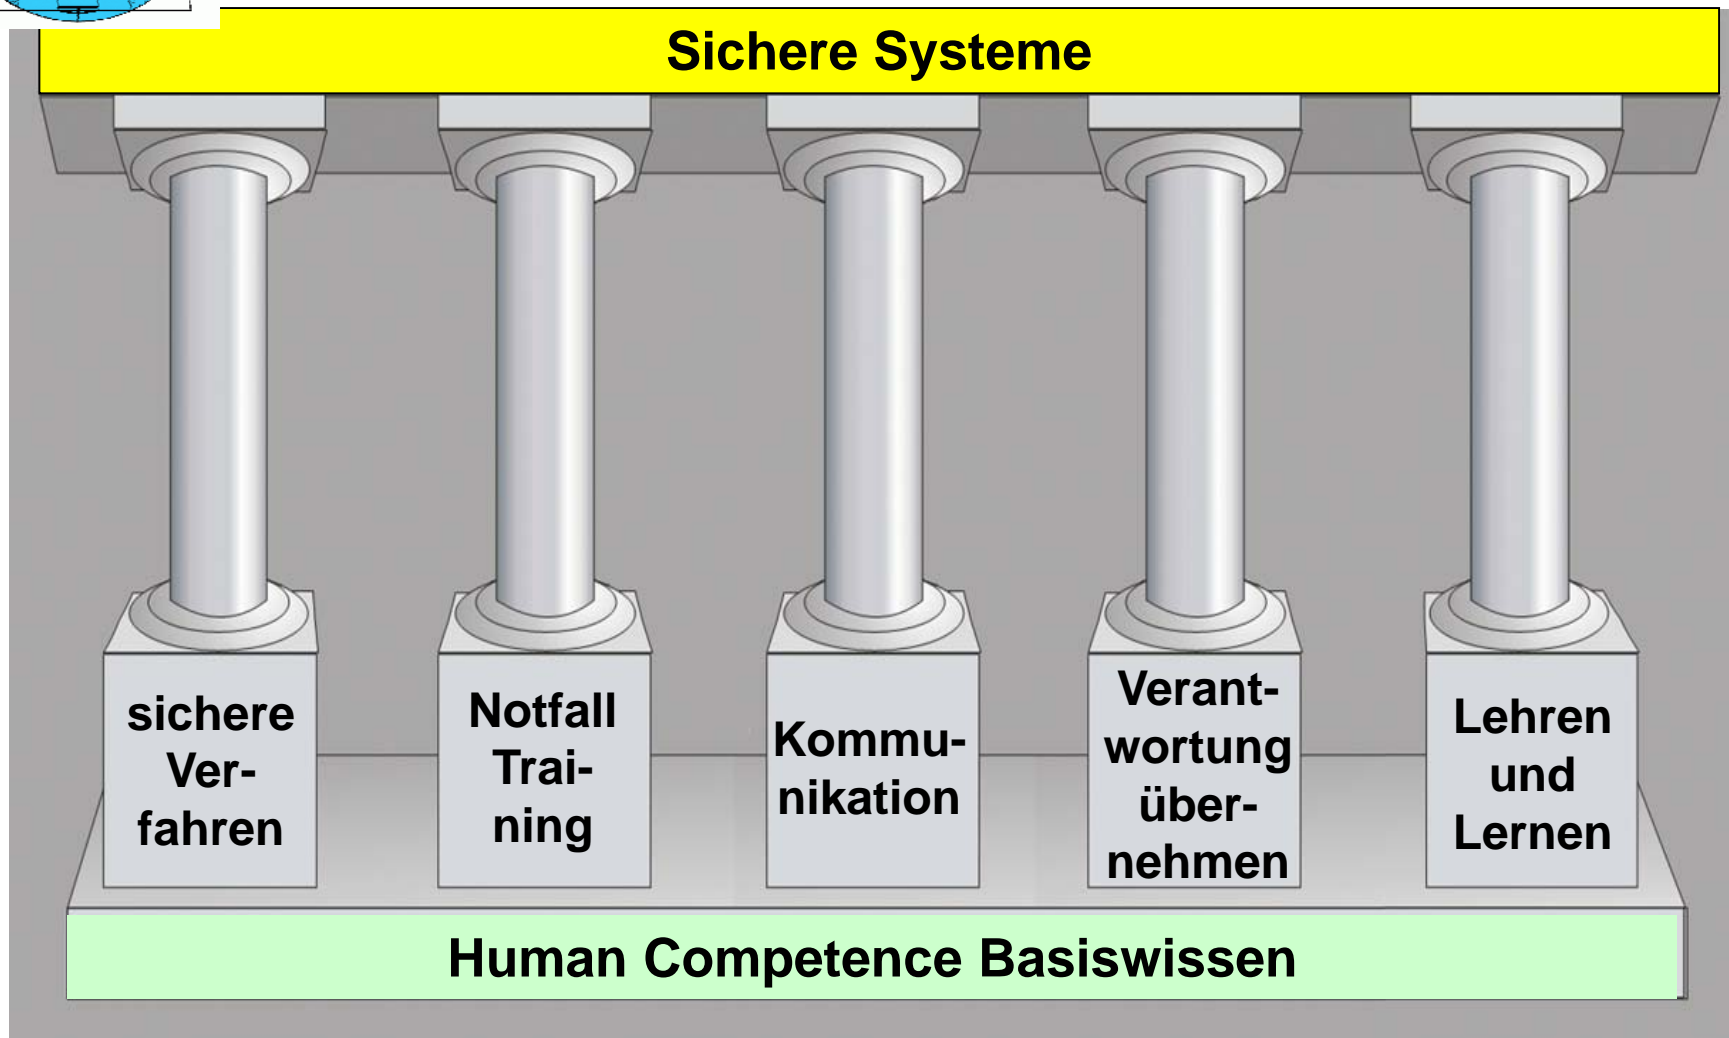 Sichere Systeme
sichere
Ver-
fahren
Notfall
Trai-
ning
Kommu-
nikation
Verant-
wortung
über-
nehmen
Lehren
und
Lernen
Human Competence Basiswissen